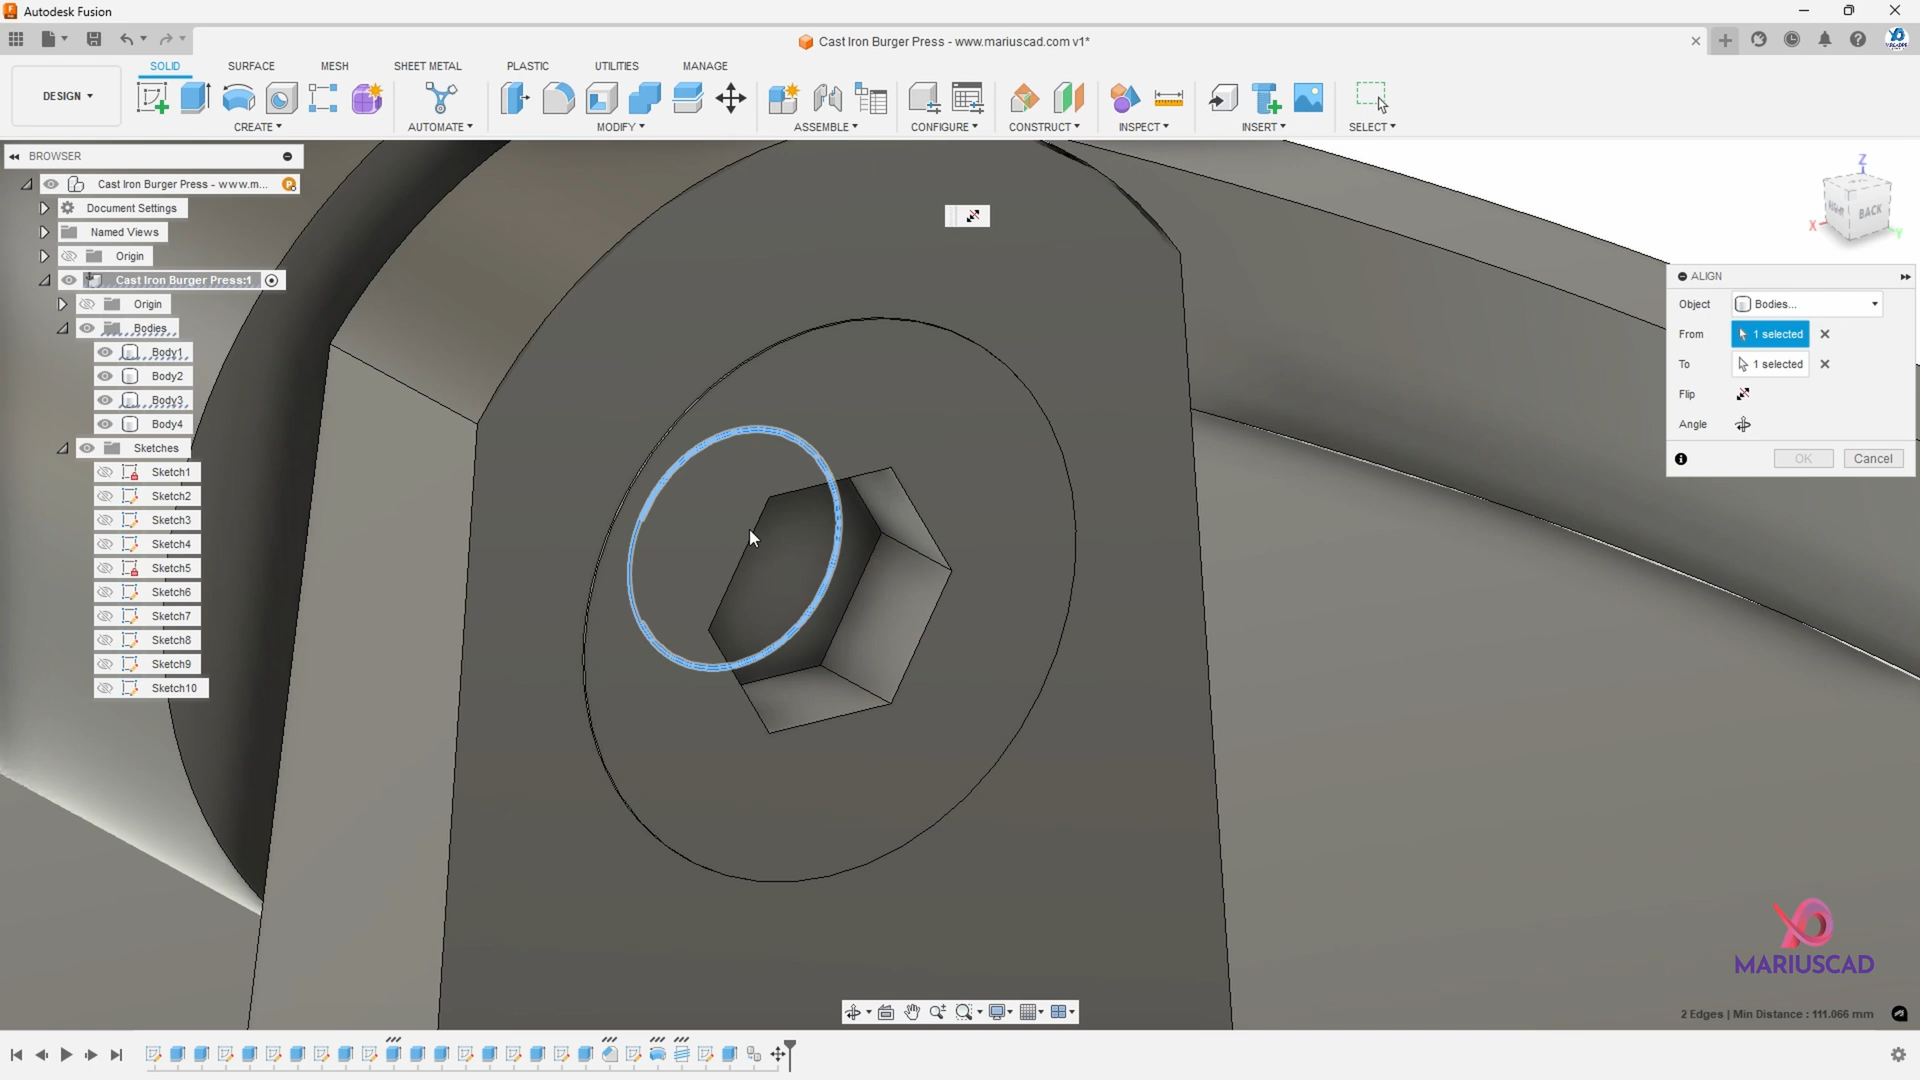 Autodesk Fusion
Cast Iron Burger Press - www.mariuscad.com v1*
SOLID SURFACE MESH SHEET METAL PLASTIC UTILITIES MANAGE
DESIGN
CREATE AUTOMATE MODIFY ASSEMBLE CONFIGURE CONSTRUCT INSPECT INSERT SELECT
BROWSER
Cast Iron Burger Press - www.m...
Document Settings
Named Views
Origin
Cast Iron Burger Press:1
Origin
Bodies
Body1
Body2
Body3
Body4
Sketches
Sketch1
Sketch2
Sketch3
Sketch4
Sketch5
Sketch6
Sketch7
Sketch8
Sketch9
Sketch10
Z
RIGHT BACK
X
Y
ALIGN
Object Bodies...
From 1 selected
To 1 selected
Flip
Angle
OK Cancel
MARIUSCAD
2 Edges | Min Distance : 111.066 mm